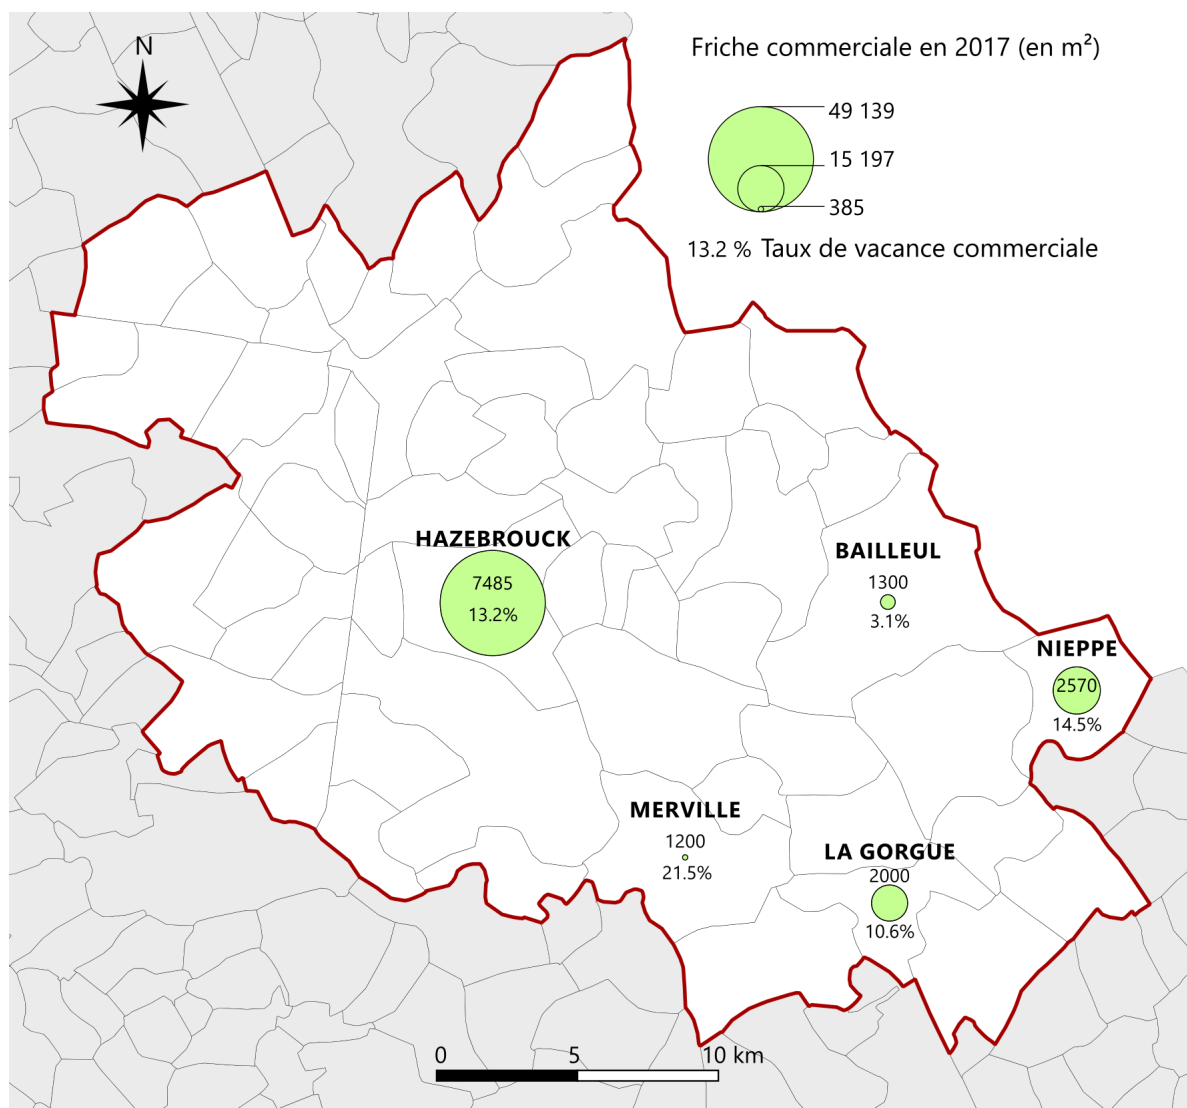 N
Friche commerciale en 2017 (en m²)
49 139
15 197
385
13.2 % Taux de vacance commerciale
HAZEBROUCK
7485
13.2%
BAILLEUL
1300
3.1%
NIEPPE
2570
14.5%
MERVILLE
1200
21.5%
LA GORGUE
2000
10.6%
0 5 10 km